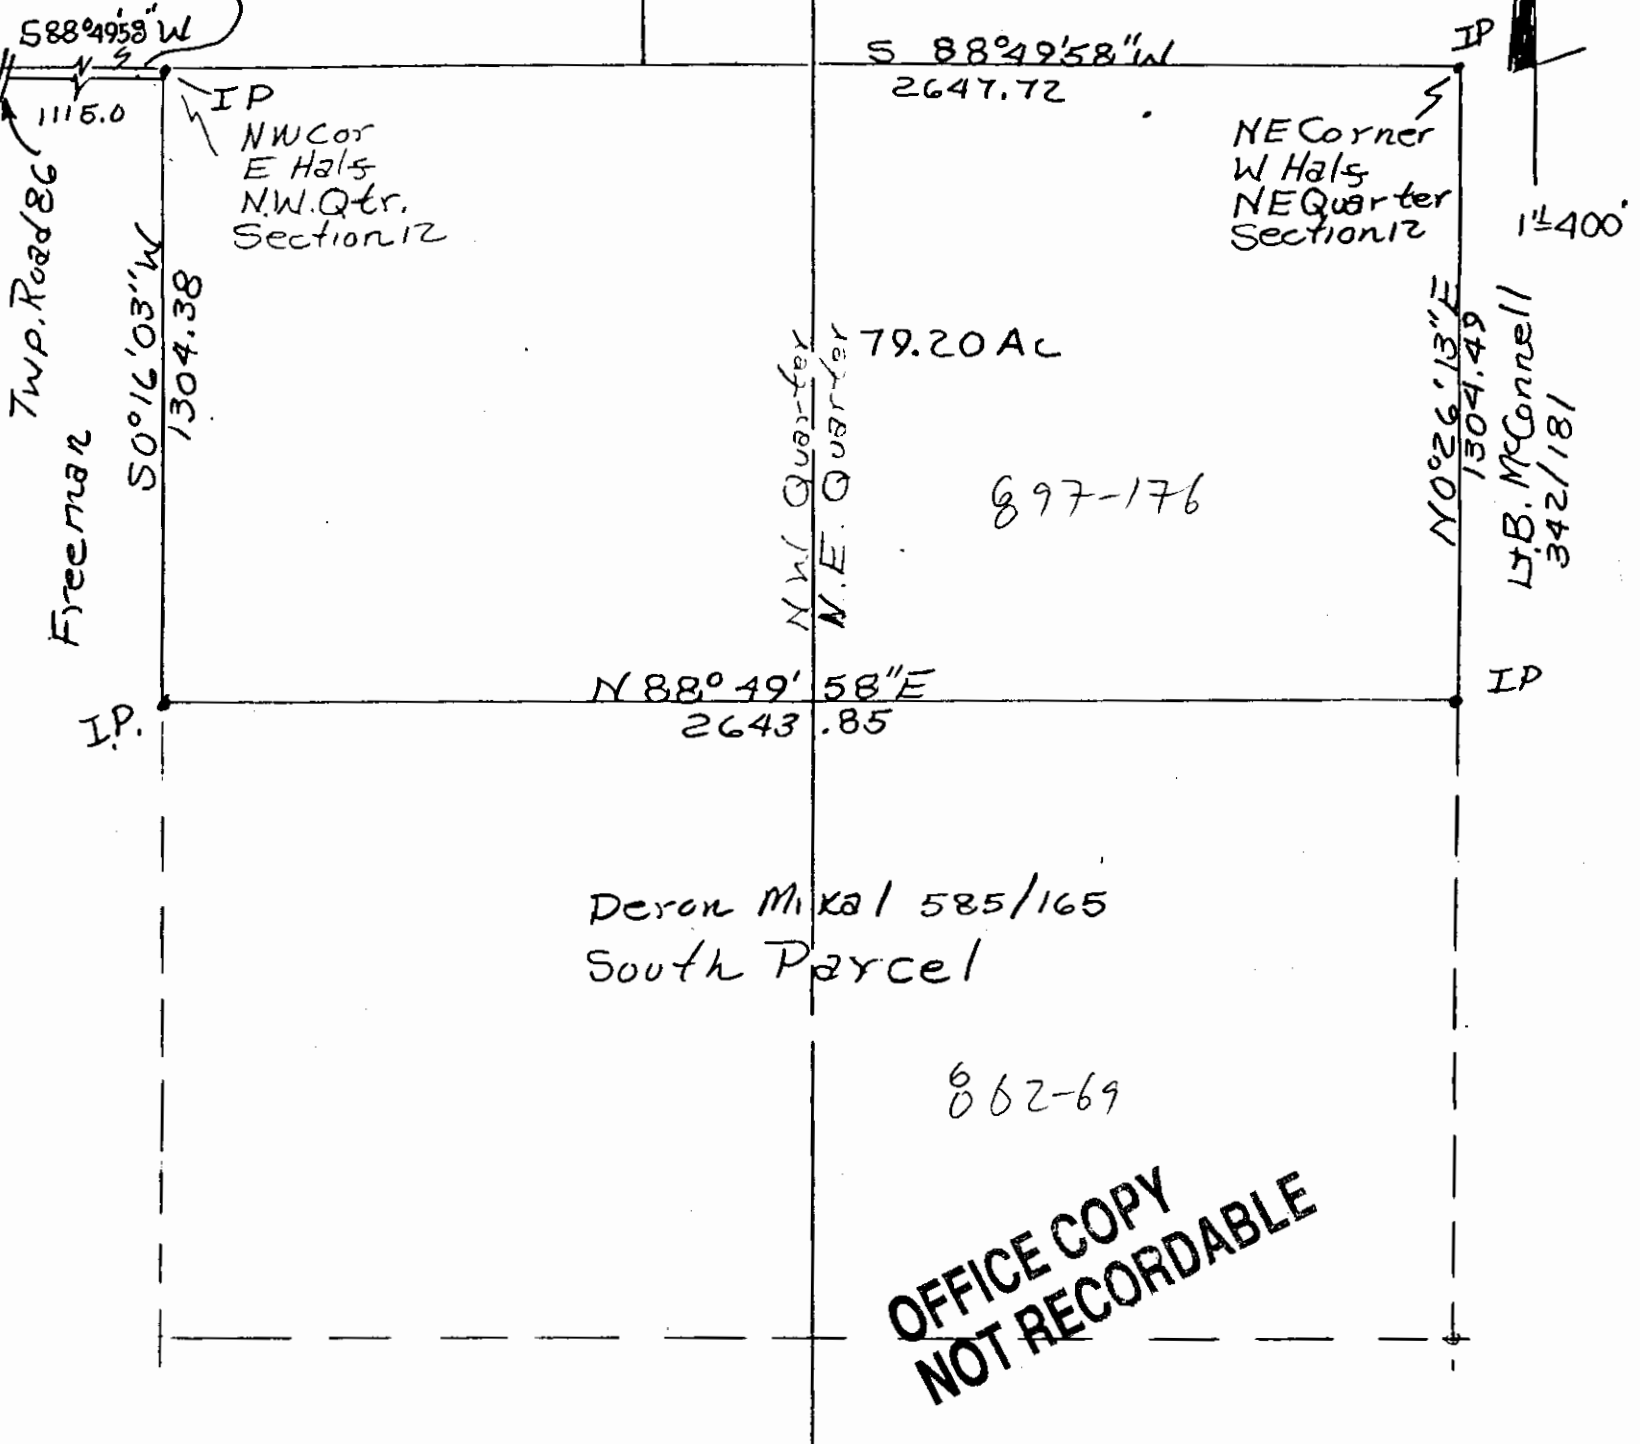 S88°49'58"W
1115.0
Twp. Road 86
IP
NW Cor
E Half
N.W. Qtr.
Section 12
S 88°49'58"W
2647.72
IP
NE Corner
W Half
NE Quarter
Section 12
1"=400'
S0°16'03"W
1304.38
Freeman
N W Quarter
N.E. Quarter
79.20 Ac
897-176
N0°26'13"E
1304.49
McConnell
342/181
I.P.
N 88°49'58"E
2643.85
IP
Deron Mikal 585/165
South Parcel
62-69
OFFICE COPY
NOT RECORDABLE